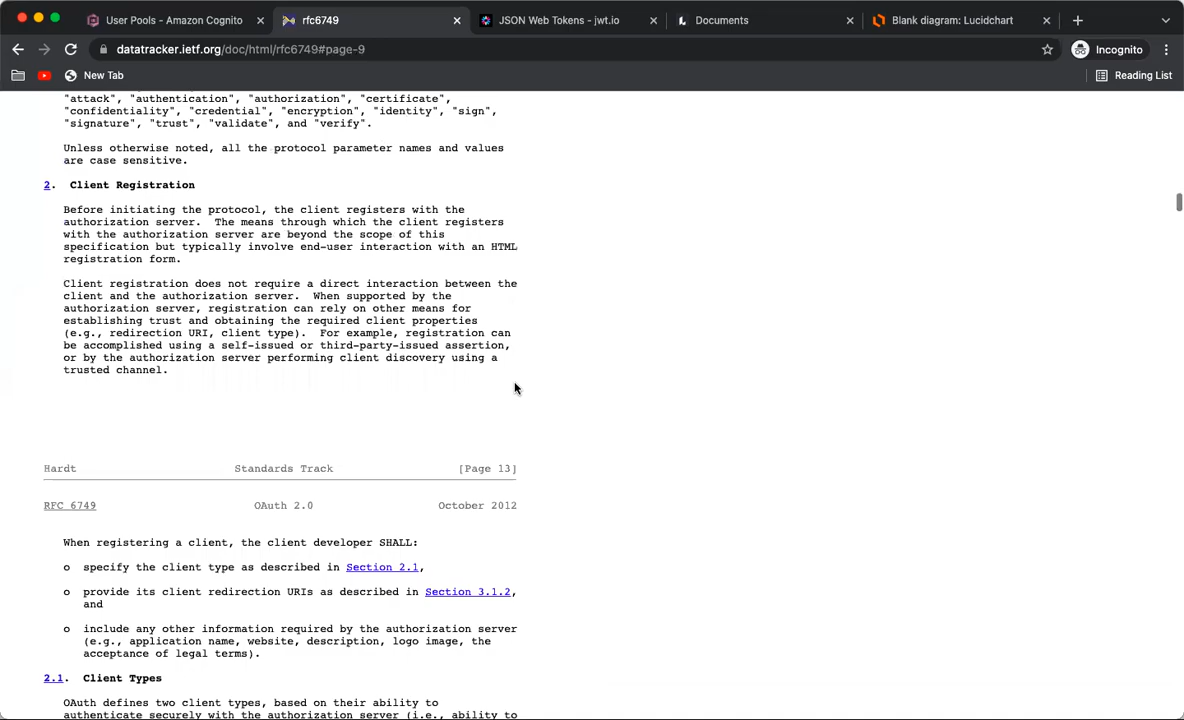 User Pools - Amazon Cognito
rfc6749
JSON Web Tokens - jwt.io
Documents
Blank diagram: Lucidchart
datatracker.ietf.org/doc/html/rfc6749#page-9
Incognito
New Tab
Reading List
"attack", "authentication", "authorization", "certificate",
"confidentiality", "credential", "encryption", "identity", "sign",
"signature", "trust", "validate", and "verify".
Unless otherwise noted, all the protocol parameter names and values
are case sensitive.
2. Client Registration
Before initiating the protocol, the client registers with the
authorization server. The means through which the client registers
with the authorization server are beyond the scope of this
specification but typically involve end-user interaction with an HTML
registration form.
Client registration does not require a direct interaction between the
client and the authorization server. When supported by the
authorization server, registration can rely on other means for
establishing trust and obtaining the required client properties
(e.g., redirection URI, client type). For example, registration can
be accomplished using a self-issued or third-party-issued assertion,
or by the authorization server performing client discovery using a
trusted channel.
Hardt Standards Track [Page 13]
RFC 6749 OAuth 2.0 October 2012
When registering a client, the client developer SHALL:
o specify the client type as described in Section 2.1,
o provide its client redirection URIs as described in Section 3.1.2,
and
o include any other information required by the authorization server
(e.g., application name, website, description, logo image, the
acceptance of legal terms).
2.1. Client Types
OAuth defines two client types, based on their ability to
authenticate securely with the authorization server (i.e., ability to